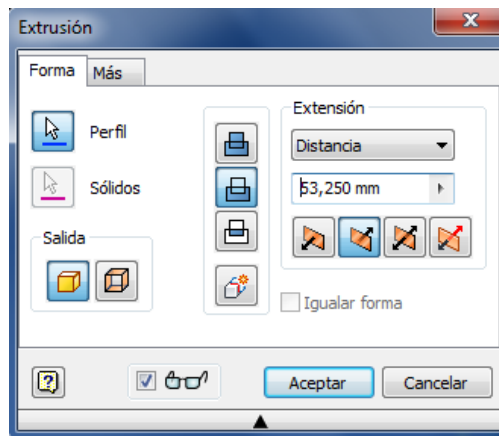 Extrusión
Forma Más
Perfil
Sólidos
Salida
Extensión
Distancia
53,250 mm
Igualar forma
Aceptar Cancelar